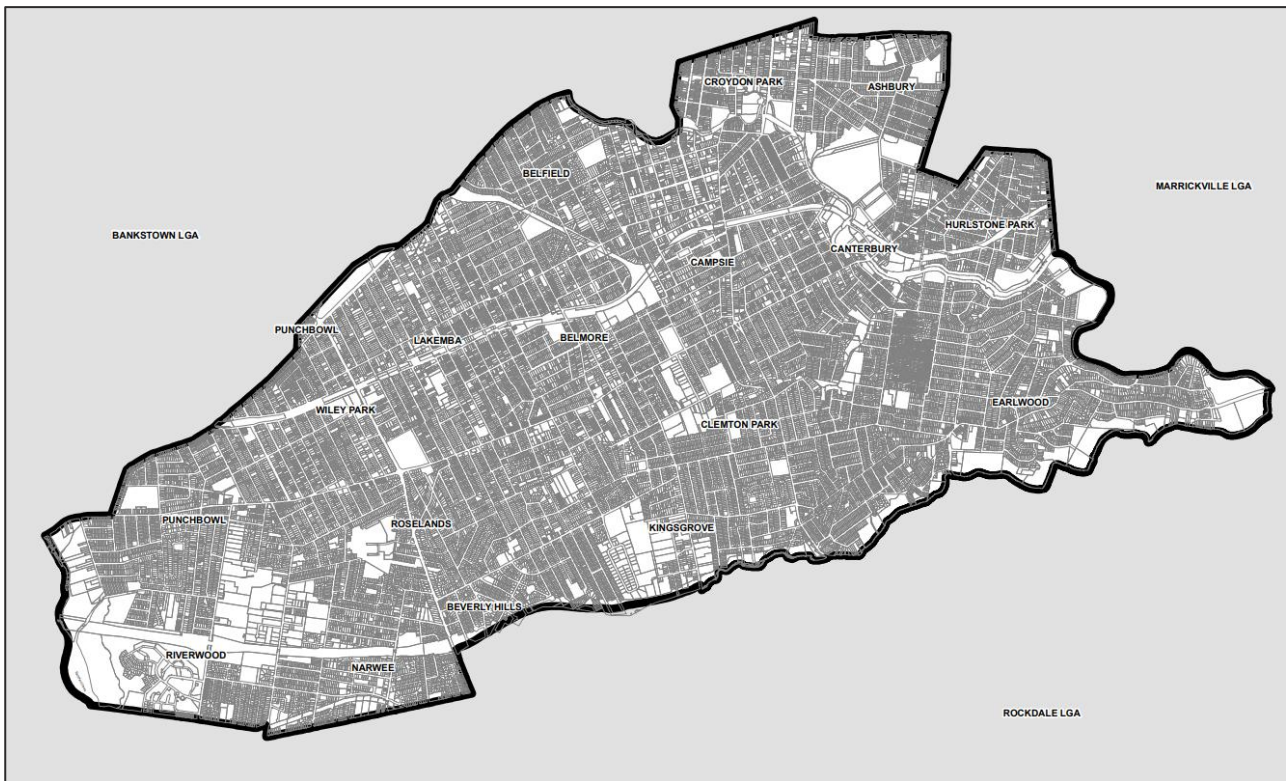 CROYDON PARK
ASHBURY
BELFIELD
MARRICKVILLE LGA
HURLSTONE PARK
BANKSTOWN LGA
CANTERBURY
CAMPSIE
PUNCHBOWL
BELMORE
LAKEMBA
EARLWOOD
WILEY PARK
CLEMTON PARK
PUNCHBOWL
ROSELANDS
KINGSGROVE
BEVERLY HILLS
RIVERWOOD
NARWEE
ROCKDALE LGA